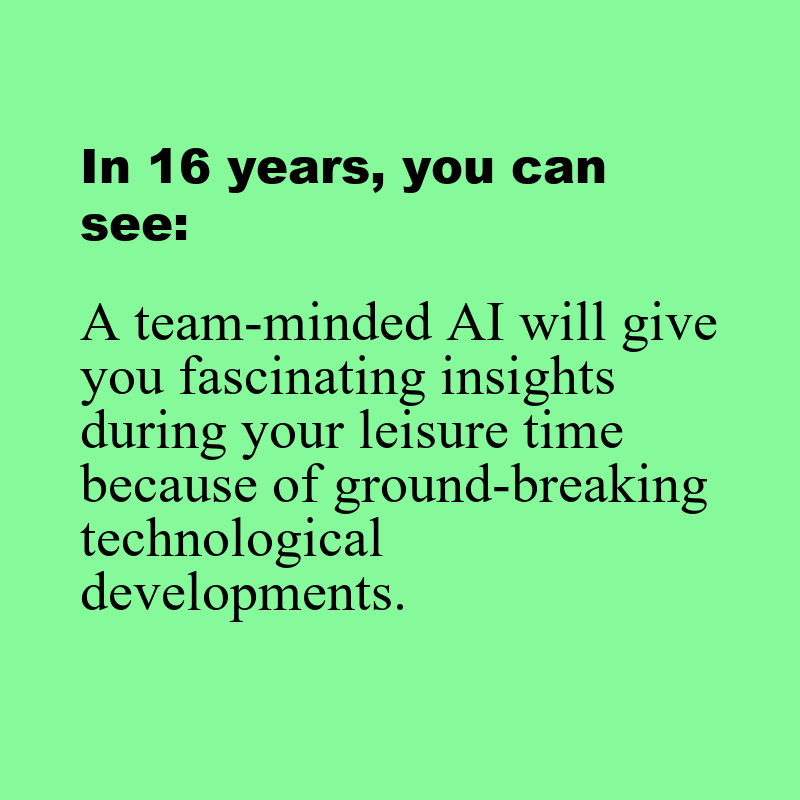 In 16 years, you can
see:
A team-minded AI will give
you fascinating insights
during your leisure time
because of ground-breaking
technological
developments.